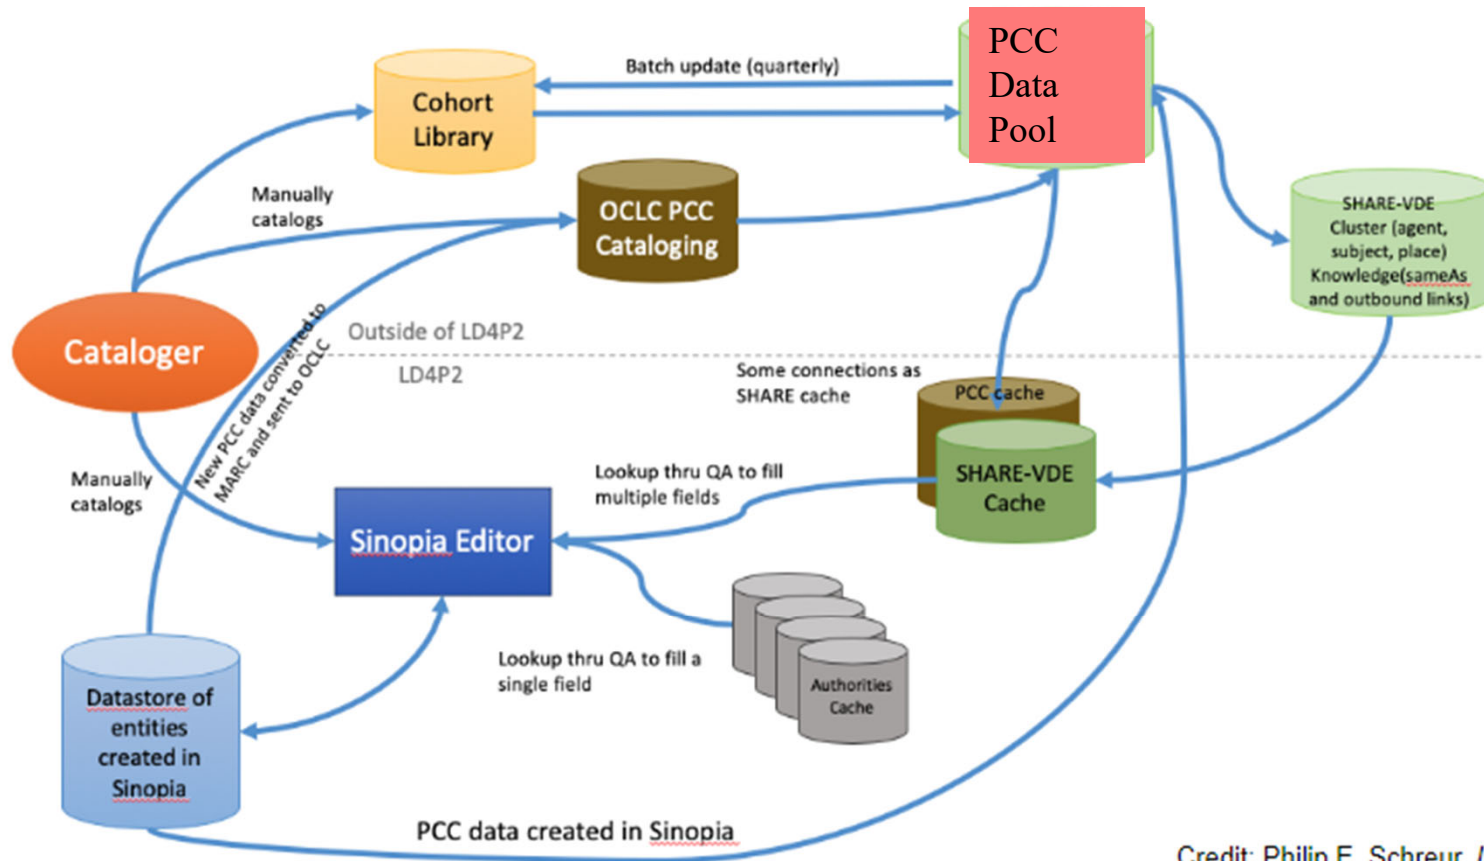 PCC
Data
Pool
Batch update (quarterly)
Cohort
Library
Manually
catalogs
OCLC PCC
Cataloging
SHARE-VDE
Cluster (agent,
subject, place)
Knowledge(sameAs
and outbound links)
Cataloger
New PCC data converted to
MARC and sent to OCLC
Outside of LD4P2
LD4P2
Some connections as
SHARE cache
PCC cache
SHARE-VDE
Cache
Lookup thru QA to fill
multiple fields
Manually
catalogs
Sinopia Editor
Lookup thru QA to fill a
single field
Authorities
Cache
Datastore of
entities
created in
Sinopia
PCC data created in Sinopia
Credit: Philip E. Schreur,